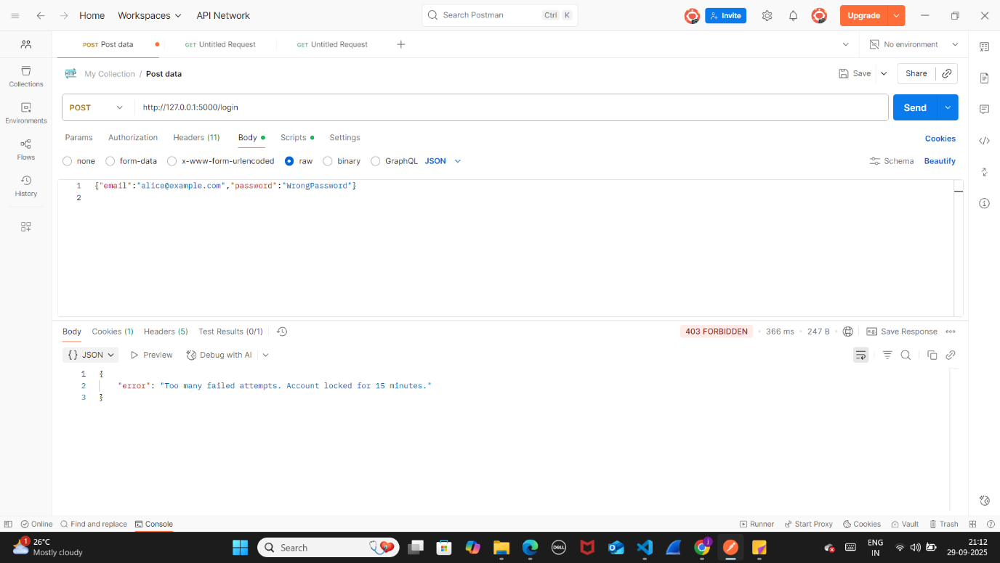 Home Workspaces API Network Search Postman Ctrl K Invite Upgrade
POST Post data GET Untitled Request GET Untitled Request No environment
HTTP My Collection / Post data Save Share
Collections
Environments
Flows
History
POST http://127.0.0.1:5000/login Send
Params Authorization Headers (11) Body Scripts Settings Cookies
none form-data x-www-form-urlencoded raw binary GraphQL JSON Schema Beautify
1 {"email":"alice@example.com","password":"WrongPassword"}
2
Body Cookies (1) Headers (5) Test Results (0/1) 403 FORBIDDEN • 366 ms • 247 B • e.g. Save Response
{ } JSON Preview Debug with AI
1 {
2 "error": "Too many failed attempts. Account locked for 15 minutes."
3 }
Online Find and replace Console Runner Start Proxy Cookies Vault Trash
1 26°C
Mostly cloudy
Search
DELL
j
ENG
IN
21:12
29-09-2025